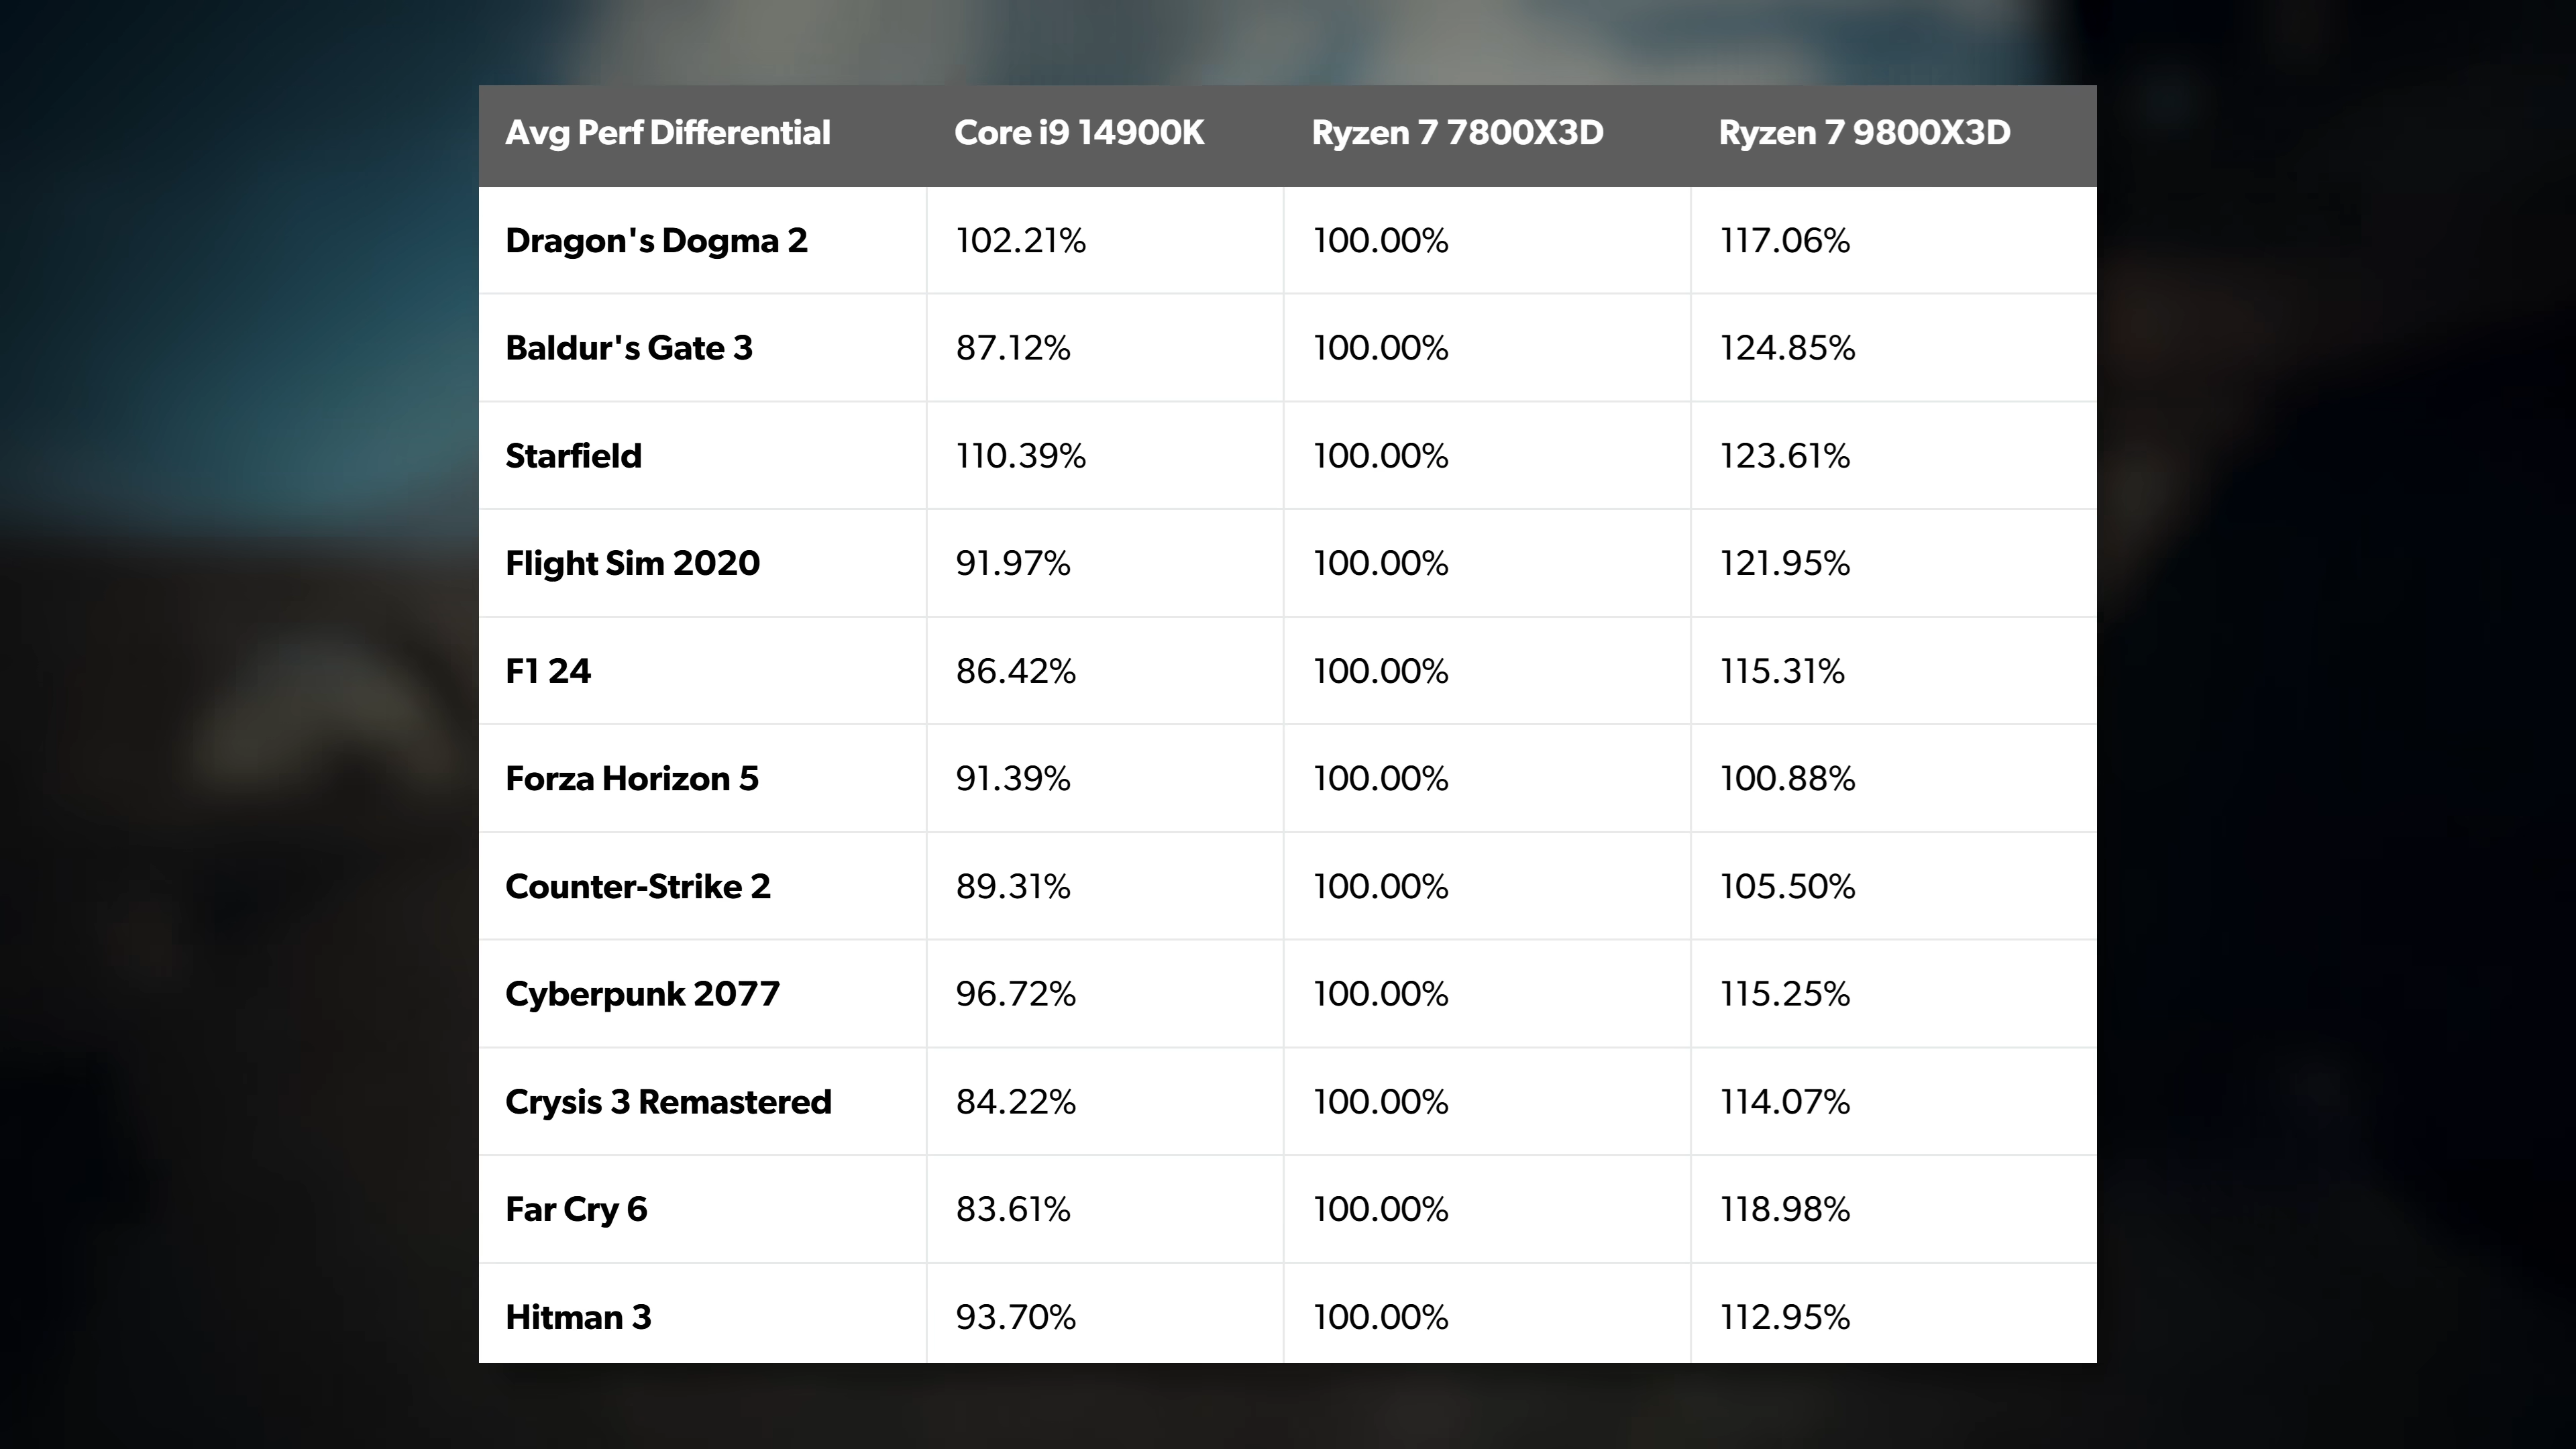 Avg Perf Differential Core i9 14900K Ryzen 7 7800X3D Ryzen 7 9800X3D
Dragon's Dogma 2 102.21% 100.00% 117.06%
Baldur's Gate 3 87.12% 100.00% 124.85%
Starfield 110.39% 100.00% 123.61%
Flight Sim 2020 91.97% 100.00% 121.95%
F1 24 86.42% 100.00% 115.31%
Forza Horizon 5 91.39% 100.00% 100.88%
Counter-Strike 2 89.31% 100.00% 105.50%
Cyberpunk 2077 96.72% 100.00% 115.25%
Crysis 3 Remastered 84.22% 100.00% 114.07%
Far Cry 6 83.61% 100.00% 118.98%
Hitman 3 93.70% 100.00% 112.95%